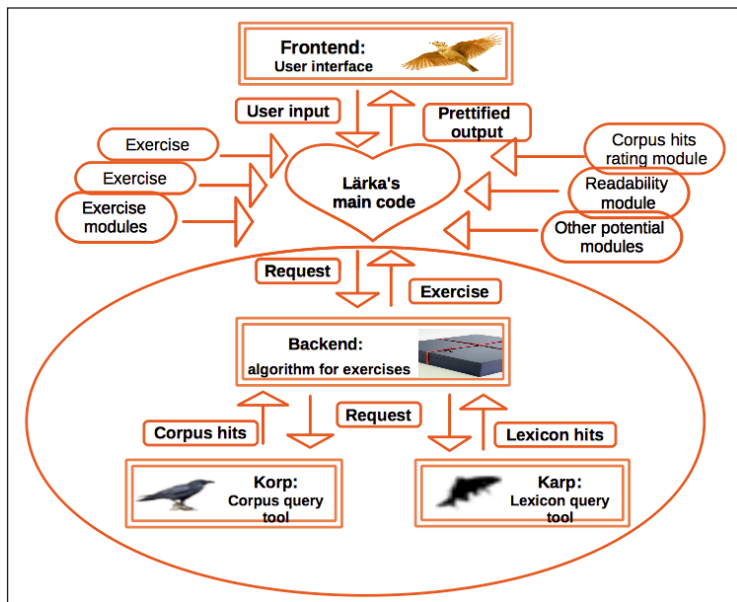 Frontend:
User interface
User input
Prettified
output
Exercise
Exercise
Exercise
modules
Lärka's
main code
Corpus hits
rating module
Readability
module
Other potential
modules
Request
Exercise
Backend:
algorithm for exercises
Corpus hits
Request
Lexicon hits
Korp:
Corpus query
tool
Karp:
Lexicon query
tool